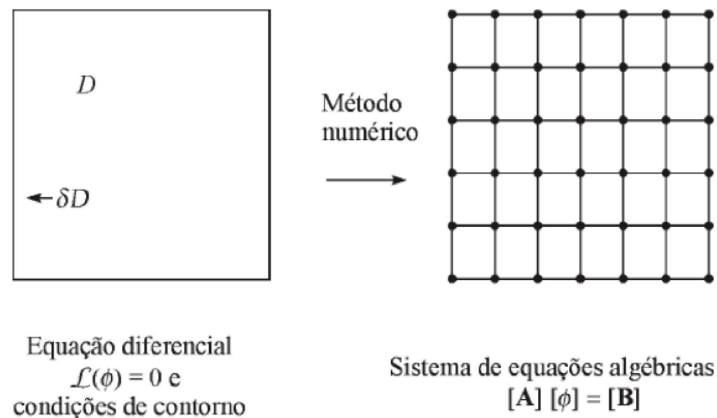 D
δD
Método
numérico
Equação diferencial
ℒ(ϕ) = 0 e
condições de contorno
Sistema de equações algébricas
[A] [ϕ] = [B]